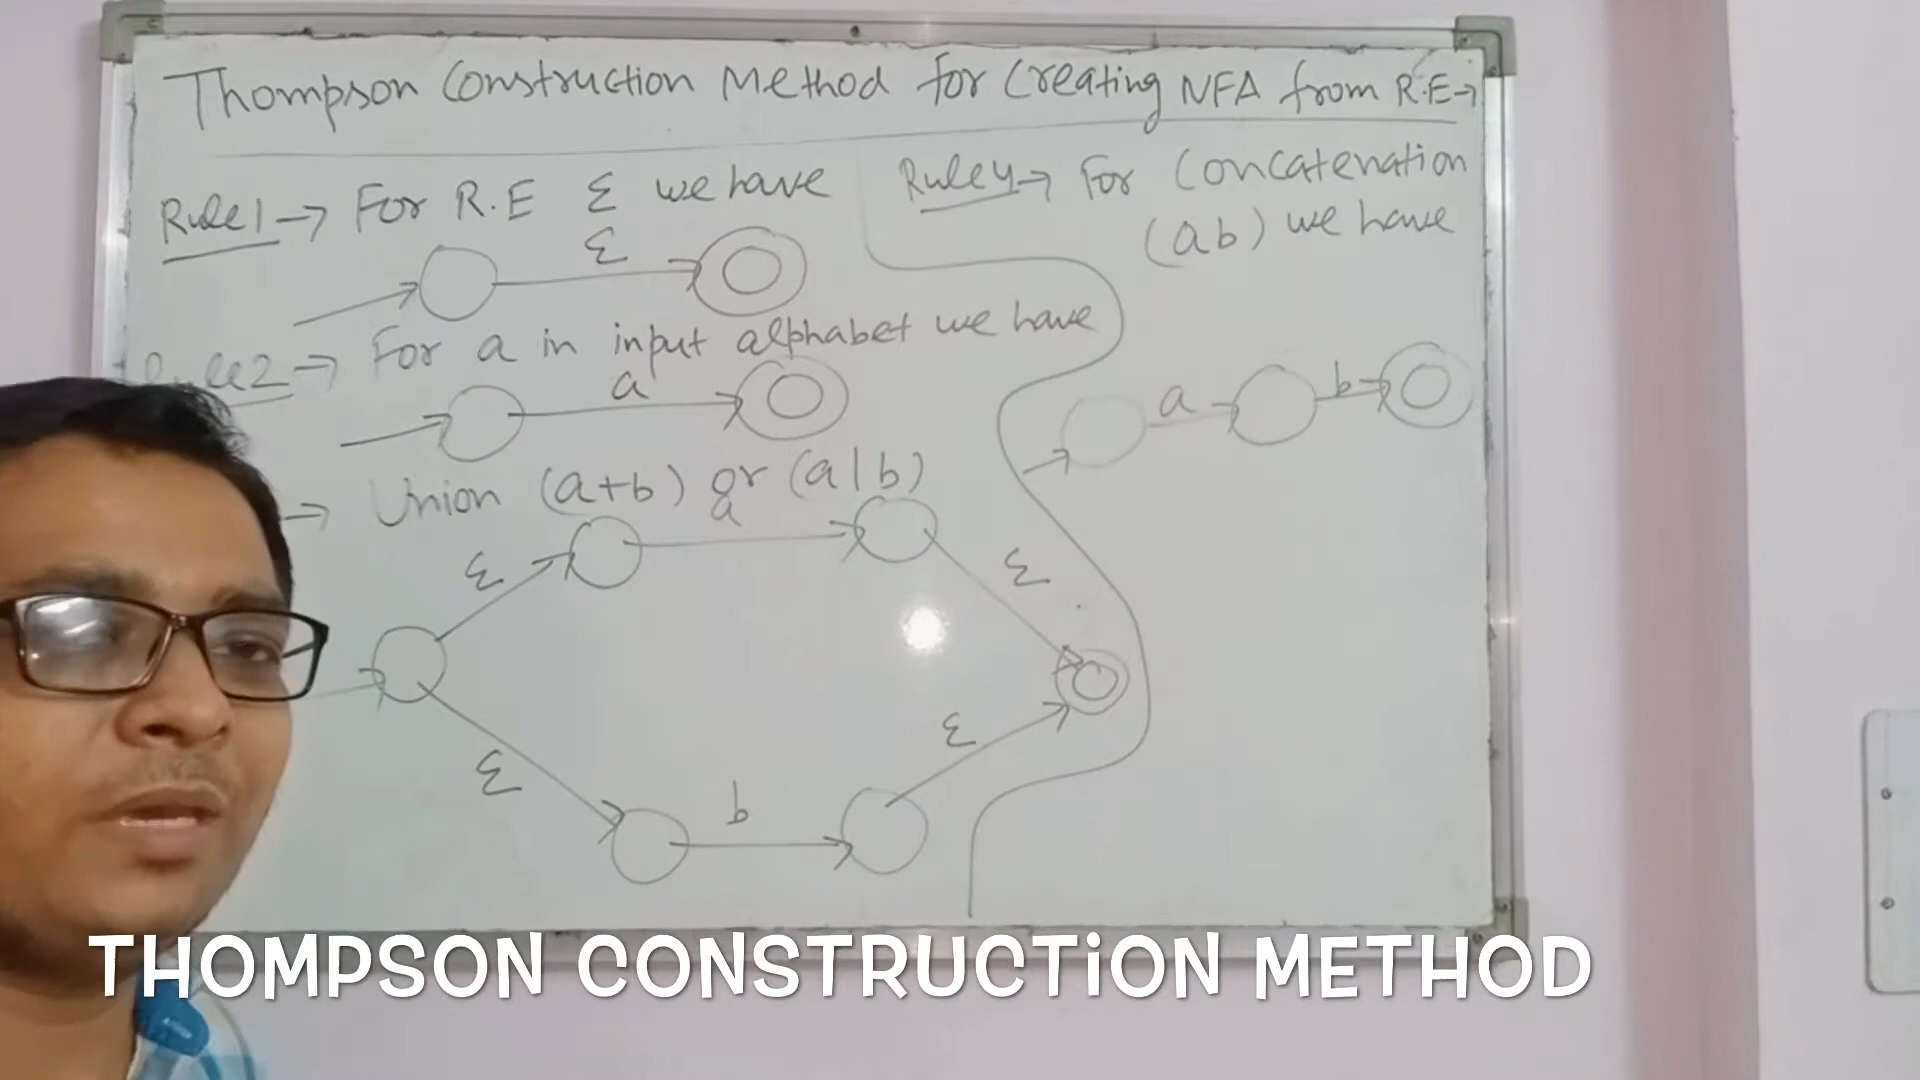 Thompson Construction Method for Creating NFA from R.E→
Rule1→ For R.E Ɛ we have
Ɛ
Rule2→ For a in input alphabet we have
a
→ Union (a+b) or (a|b)
a
Ɛ
Ɛ
Ɛ
b
Ɛ
Rule4→ For Concatenation
(ab) we have
a b
THOMPSON CONSTRUCTION METHOD